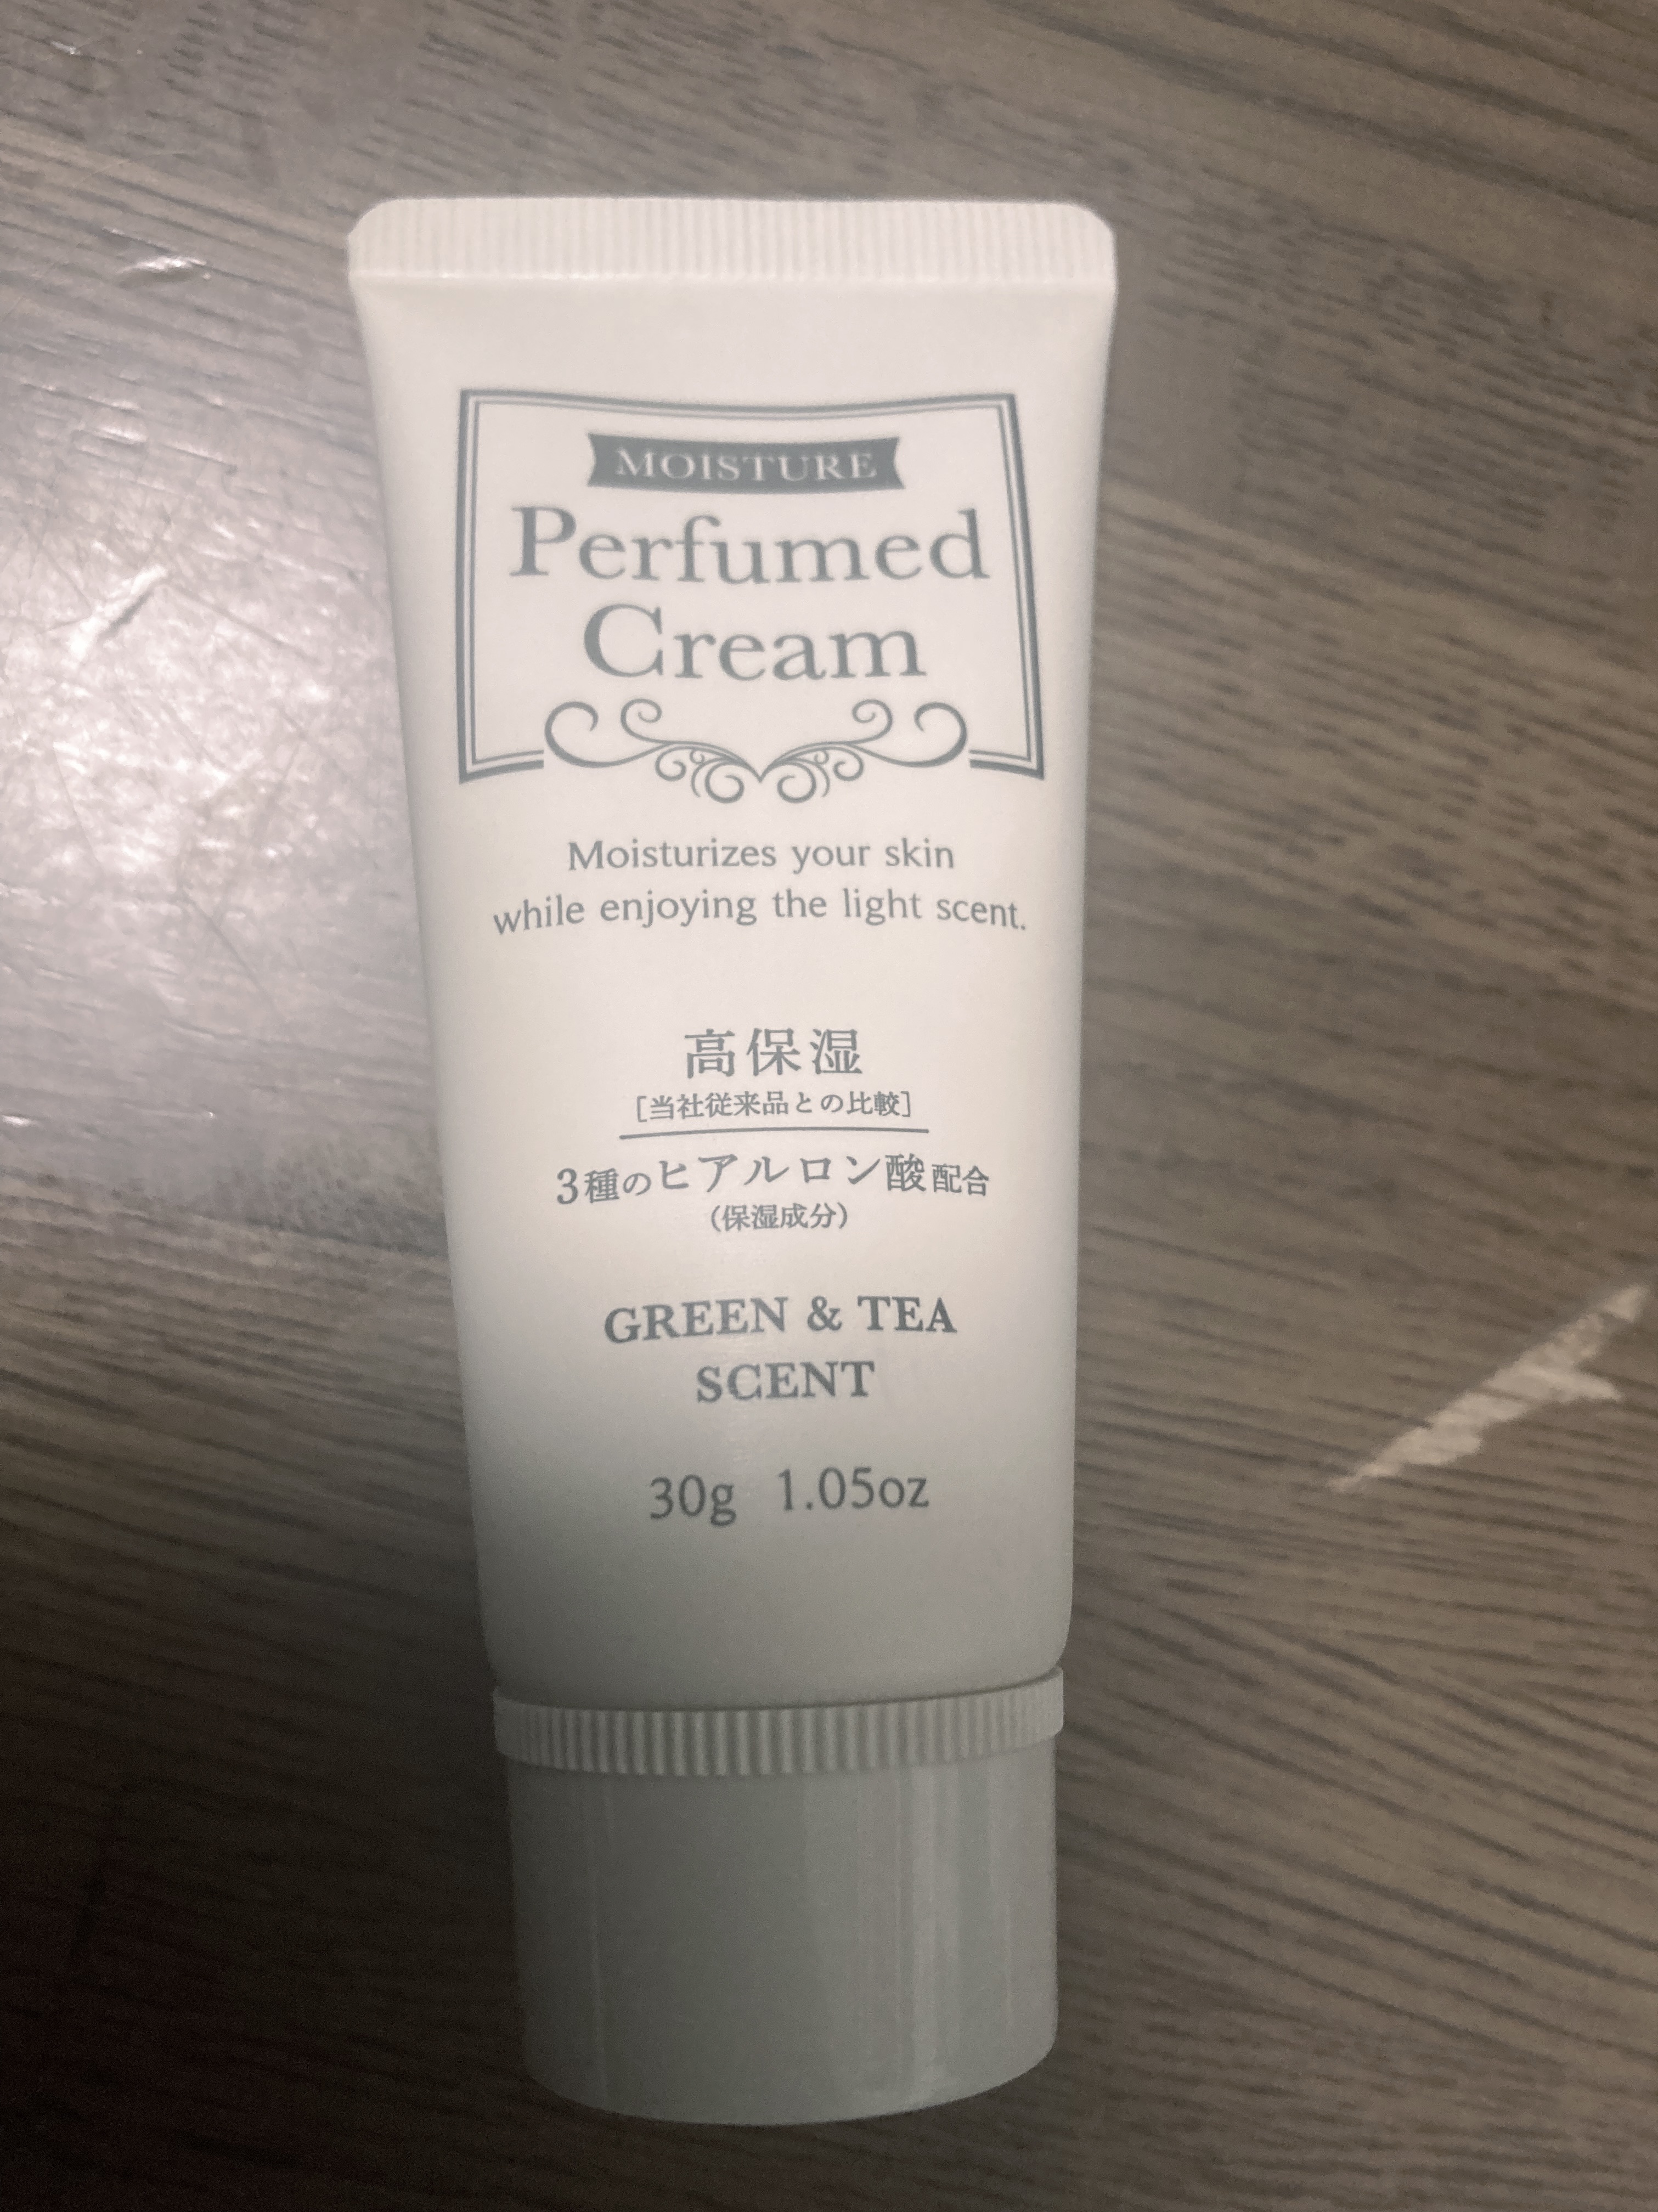 MOISTURE
Perfumed
Cream
Moisturizes your skin
while enjoying the light scent.
高保湿
[当社従来品との比較]
3種のヒアルロン酸配合
(保湿成分)
GREEN & TEA
SCENT
30g 1.05oz